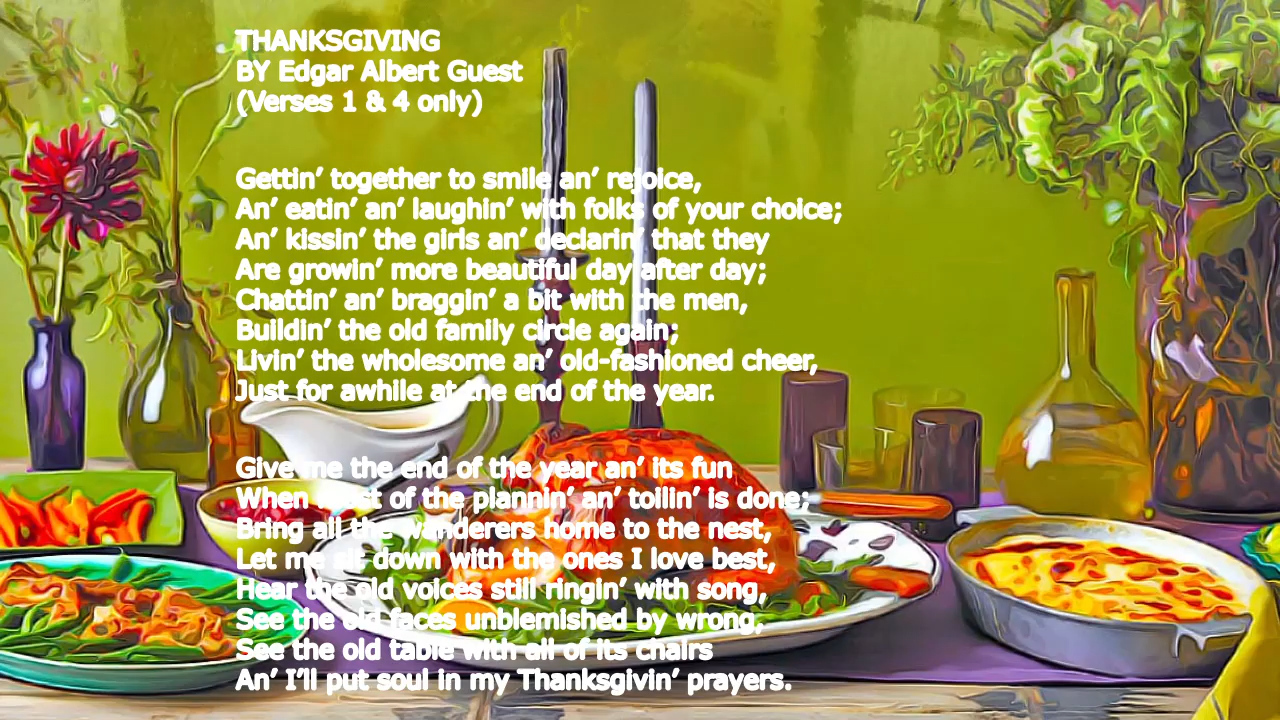 THANKSGIVING
BY Edgar Albert Guest
(Verses 1 & 4 only)
Gettin’ together to smile an’ rejoice,
An’ eatin’ an’ laughin’ with folks of your choice;
An’ kissin’ the girls an’ declarin’ that they
Are growin’ more beautiful day after day;
Chattin’ an’ braggin’ a bit with the men,
Buildin’ the old family circle again;
Livin’ the wholesome an’ old-fashioned cheer,
Just for awhile at the end of the year.
Give me the end of the year an’ its fun
When most of the plannin’ an’ toilin’ is done;
Bring all the wanderers home to the nest,
Let me sit down with the ones I love best,
Hear the old voices still ringin’ with song,
See the old faces unblemished by wrong,
See the old table with all of its chairs
An’ I’ll put soul in my Thanksgivin’ prayers.